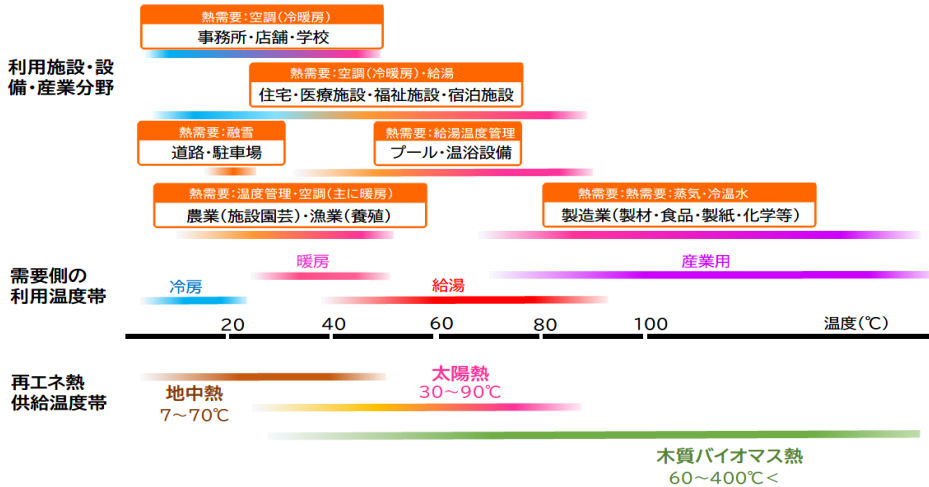 熱需要：空調（冷暖房）
事務所・店舗・学校
利用施設・設
備・産業分野
熱需要：空調（冷暖房）・給湯
住宅・医療施設・福祉施設・宿泊施設
熱需要：融雪
道路・駐車場
熱需要：給湯温度管理
プール・温浴設備
熱需要：温度管理・空調（主に暖房）
農業（施設園芸）・漁業（養殖）
熱需要：熱需要：蒸気・冷温水
製造業（製材・食品・製紙・化学等）
需要側の
利用温度帯
暖房
産業用
冷房
給湯
20 40 60 80 100 温度（℃）
再エネ熱
供給温度帯
地中熱
7～70℃
太陽熱
30～90℃
木質バイオマス熱
60～400℃＜